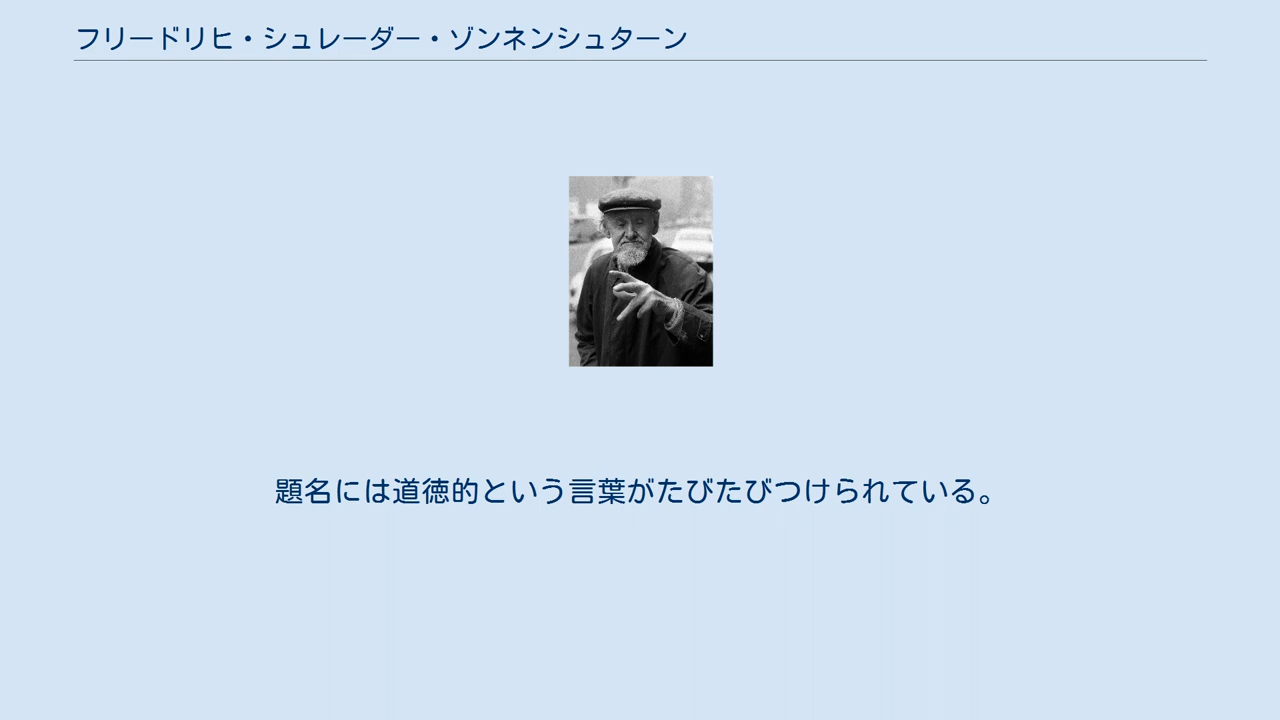 フリードリヒ・シュレーダー・ゾンネンシュターン
題名には道徳的という言葉がたびたびつけられている。